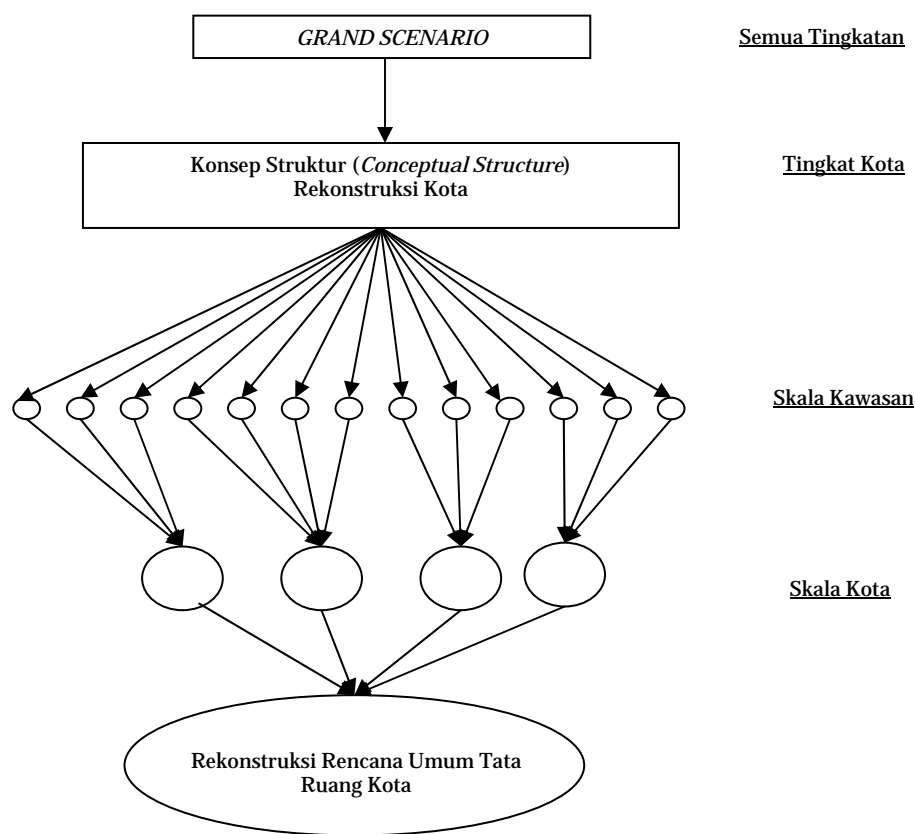 GRAND SCENARIO
Semua Tingkatan
Konsep Struktur (Conceptual Structure)
Rekonstruksi Kota
Tingkat Kota
Skala Kawasan
Skala Kota
Rekonstruksi Rencana Umum Tata
Ruang Kota